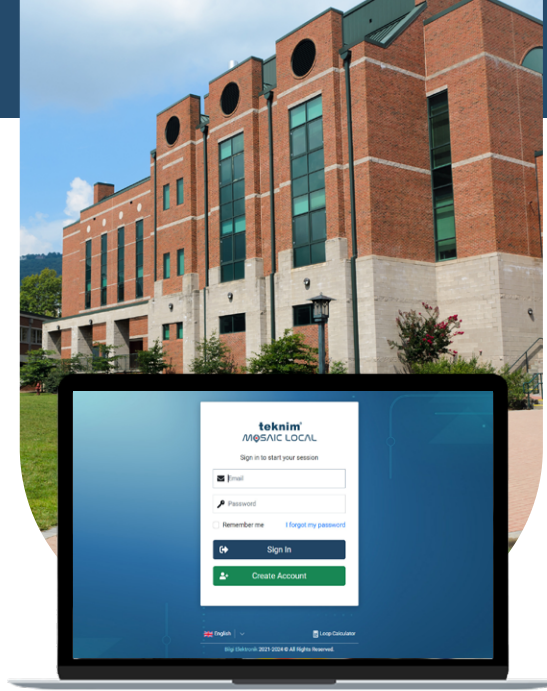 teknim
MOSAIC LOCAL
Sign in to start your session
Email
Password
Remember me I forgot my password
Sign In
Create Account
English Loop Calculator
Bilgi Elektronik 2021-2024 © All Rights Reserved.